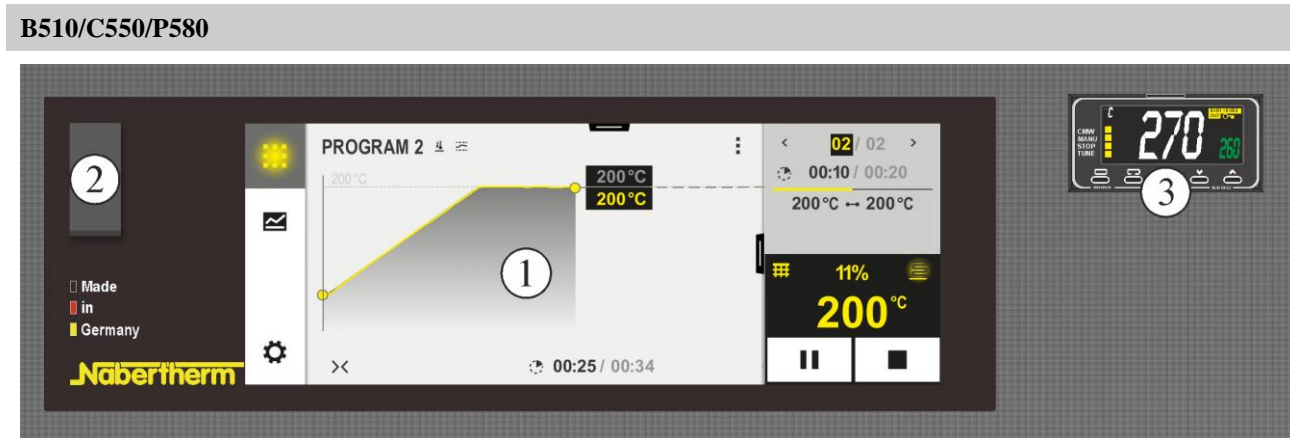 B510/C550/P580
PROGRAM 2
200°C
200°C
200°C
02 / 02
00:10 / 00:20
200°C ↔ 200°C
11%
200 °C
00:25 / 00:34
2
1
3
Made
in
Germany
Nabertherm
C
270
260
CMW
MANU
STOP
TUNE